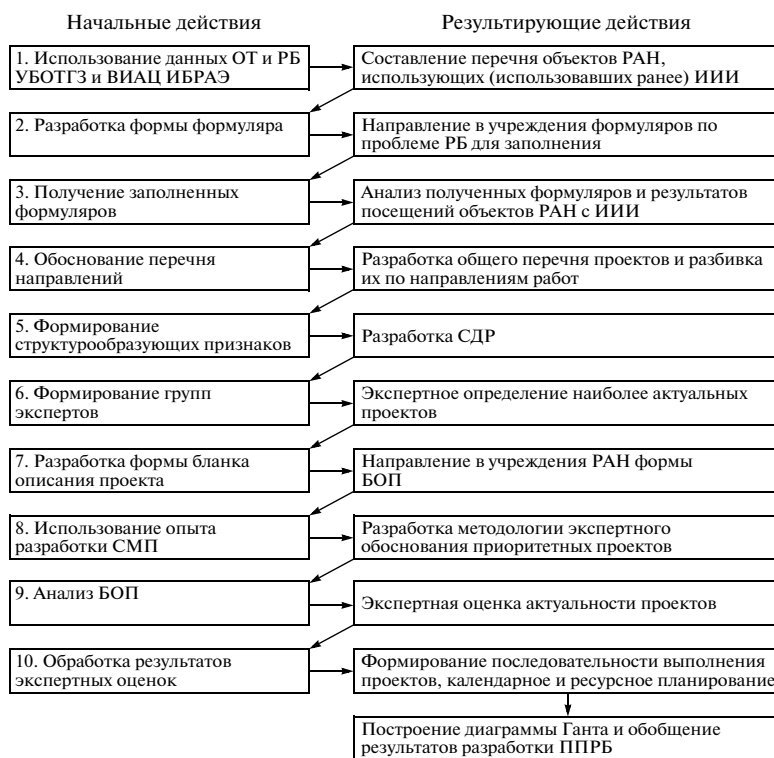 Начальные действия
Результирующие действия
1. Использование данных ОТ и РБ
УБОТГЗ и ВИАЦ ИБРАЭ
Составление перечня объектов РАН,
использующих (использовавших ранее) ИИИ
2. Разработка формы формуляра
Направление в учреждения формуляров по
проблеме РБ для заполнения
3. Получение заполненных
формуляров
Анализ полученных формуляров и результатов
посещений объектов РАН с ИИИ
4. Обоснование перечня
направлений
Разработка общего перечня проектов и разбивка
их по направлениям работ
5. Формирование
структурообразующих признаков
Разработка СДР
6. Формирование групп
экспертов
Экспертное определение наиболее актуальных
проектов
7. Разработка формы бланка
описания проекта
Направление в учреждения РАН формы
БОП
8. Использование опыта
разработки СМП
Разработка методологии экспертного
обоснования приоритетных проектов
9. Анализ БОП
Экспертная оценка актуальности проектов
10. Обработка результатов
экспертных оценок
Формирование последовательности выполнения
проектов, календарное и ресурсное планирование
Построение диаграммы Ганта и обобщение
результатов разработки ППРБ